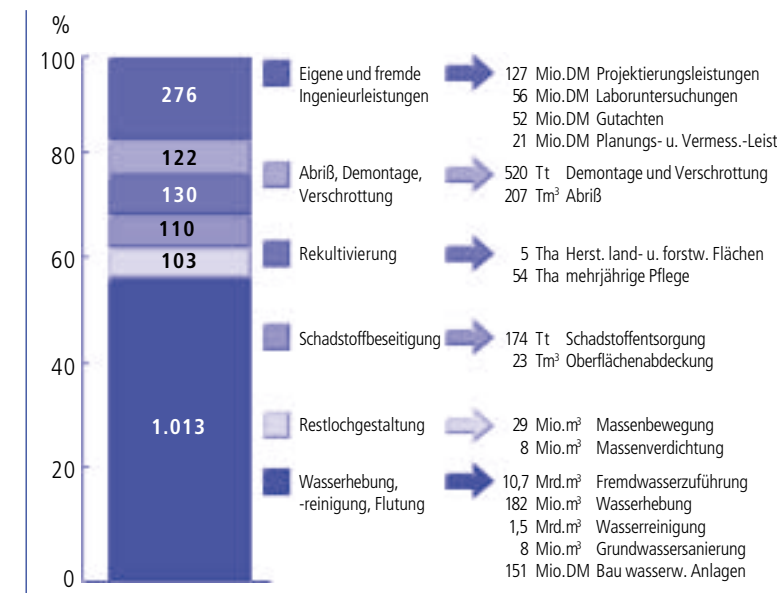 %
100
80
60
40
20
0
276
122
130
110
103
1.013
Eigene und fremde
Ingenieurleistungen
127 Mio.DM Projektierungsleistungen
56 Mio.DM Laboruntersuchungen
52 Mio.DM Gutachten
21 Mio.DM Planungs- u. Vermess.-Leist
Abriß, Demontage,
Verschrottung
520 Tt Demontage und Verschrottung
207 Tm³ Abriß
Rekultivierung
5 Tha Herst. land- u. forstw. Flächen
54 Tha mehrjährige Pflege
Schadstoffbeseitigung
174 Tt Schadstoffentsorgung
23 Tm³ Oberflächenabdeckung
Restlochgestaltung
29 Mio.m³ Massenbewegung
8 Mio.m³ Massenverdichtung
Wasserhebung,
-reinigung, Flutung
10,7 Mrd.m³ Fremdwasserzuführung
182 Mio.m³ Wasserhebung
1,5 Mrd.m³ Wasserreinigung
8 Mio.m³ Grundwassersanierung
151 Mio.DM Bau wasserw. Anlagen